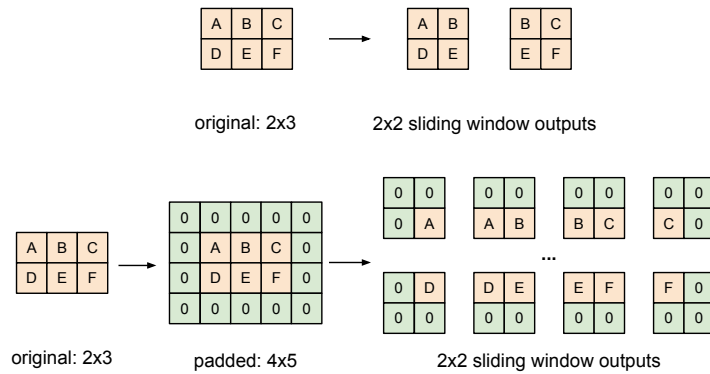 A B C A B B C
D E F D E E F
original: 2x3 2x2 sliding window outputs
0 0 0 0 0 0 0 0 0 0 0 0 0
0 A A B B C C 0
A B C 0 A B C 0
...
D E F 0 D E F 0 0 D D E E F F 0
0 0 0 0 0 0 0 0 0 0 0 0 0
original: 2x3 padded: 4x5 2x2 sliding window outputs